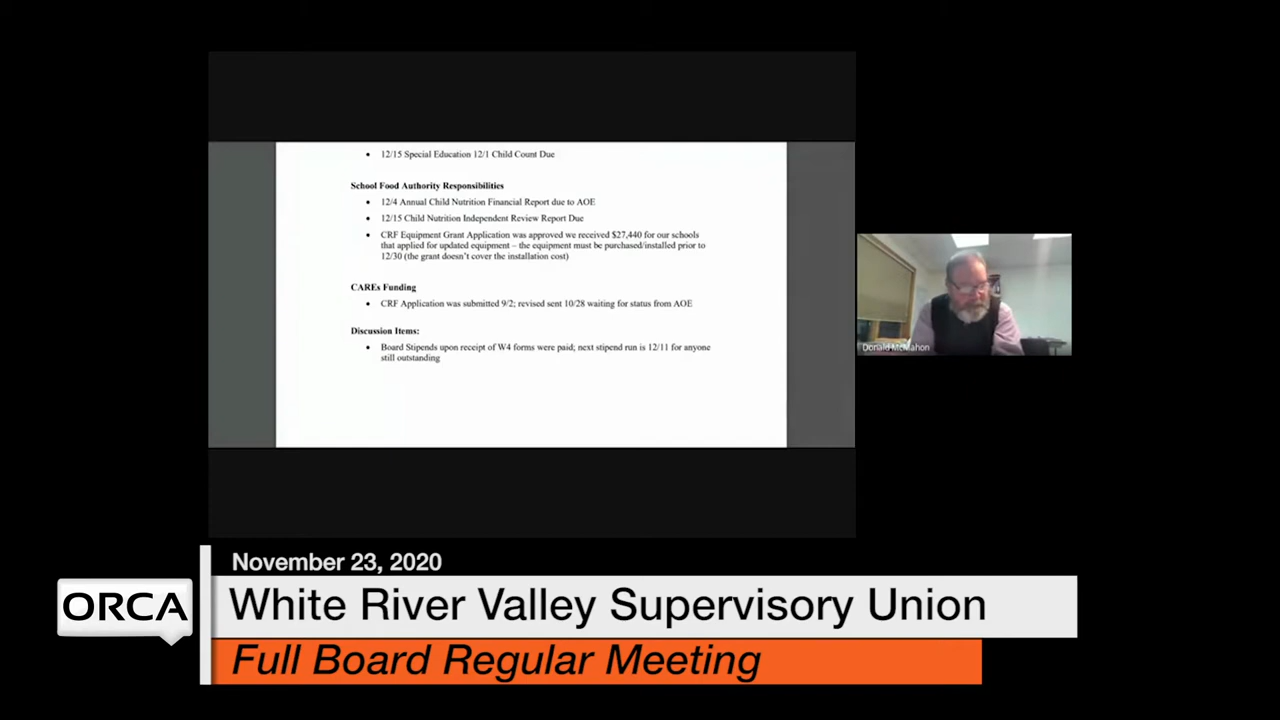 • 12/15 Special Education 12/1 Child Count Due
School Food Authority Responsibilities
• 12/4 Annual Child Nutrition Financial Report due to AOE
• 12/15 Child Nutrition Independent Review Report Due
• CRF Equipment Grant Application was approved we received $27,440 for our schools
that applied for updated equipment – the equipment must be purchased/installed prior to
12/30 (the grant doesn't cover the installation cost)
CAREs Funding
• CRF Application was submitted 9/2; revised sent 10/28 waiting for status from AOE
Discussion Items:
• Board Stipends upon receipt of W4 forms were paid; next stipend run is 12/11 for anyone
still outstanding
Donald McMahon
November 23, 2020
ORCA
White River Valley Supervisory Union
Full Board Regular Meeting